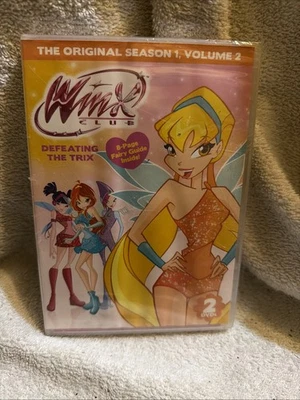 THE ORIGINAL SEASON 1, VOLUME 2
Winx
CLUB
DEFEATING
THE TRIX
8-Page
Fairy Guide
Inside!
2